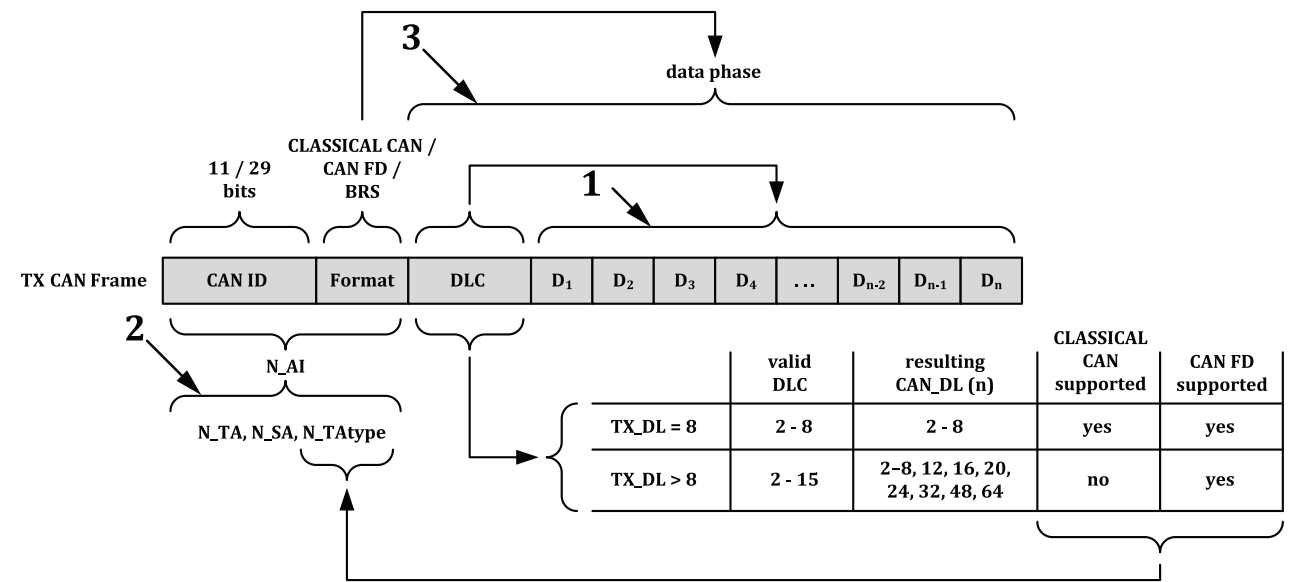 3
data phase
CLASSICAL CAN /
CAN FD /
BRS
11 / 29
bits
1
TX CAN Frame
CAN ID
Format
DLC
D1
D2
D3
D4
...
Dn-2
Dn-1
Dn
2
N_AI
N_TA, N_SA, N_TAtype
valid
DLC
resulting
CAN_DL (n)
CLASSICAL
CAN
supported
CAN FD
supported
TX_DL = 8
2 - 8
2 - 8
yes
yes
TX_DL > 8
2 - 15
2–8, 12, 16, 20,
24, 32, 48, 64
no
yes